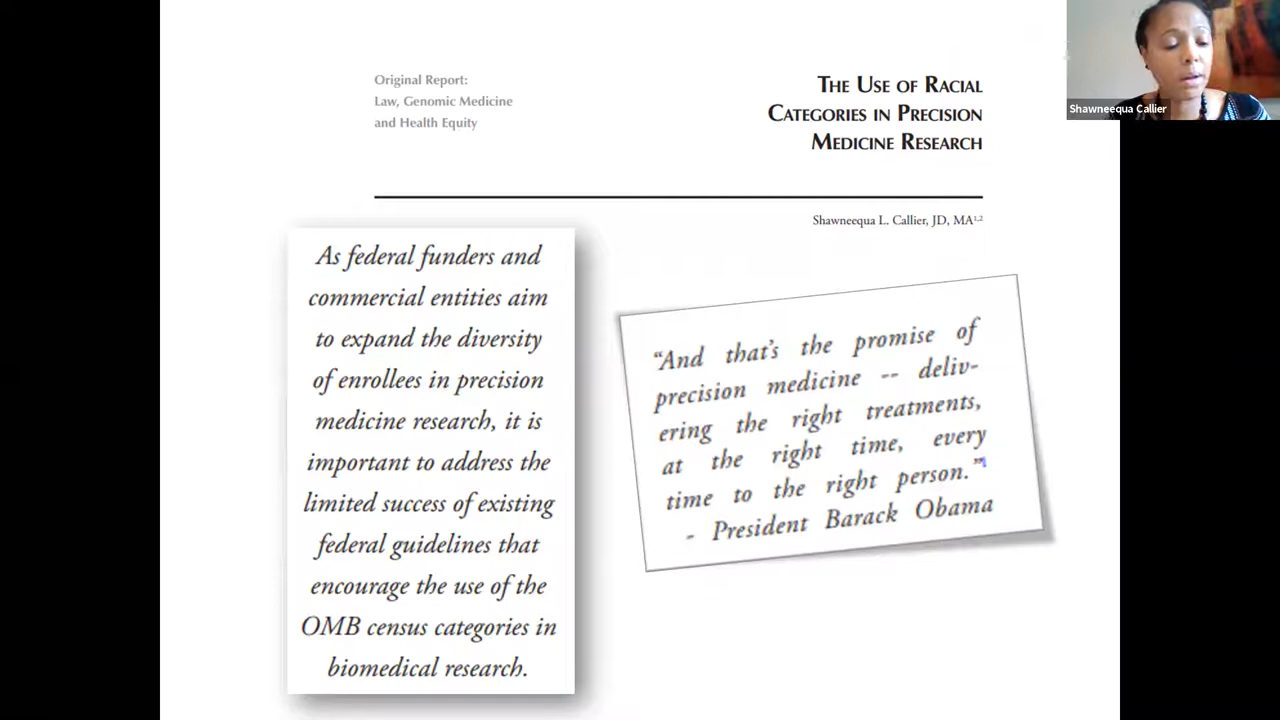 Original Report:
Law, Genomic Medicine
and Health Equity
The Use of Racial
Categories in Precision
Medicine Research
Shawneequa L. Callier, JD, MA1,2
As federal funders and
commercial entities aim
to expand the diversity
of enrollees in precision
medicine research, it is
important to address the
limited success of existing
federal guidelines that
encourage the use of the
OMB census categories in
biomedical research.
“And that’s the promise of
precision medicine -- deliv-
ering the right treatments,
at the right time, every
time to the right person.”1
- President Barack Obama
Shawneequa Callier